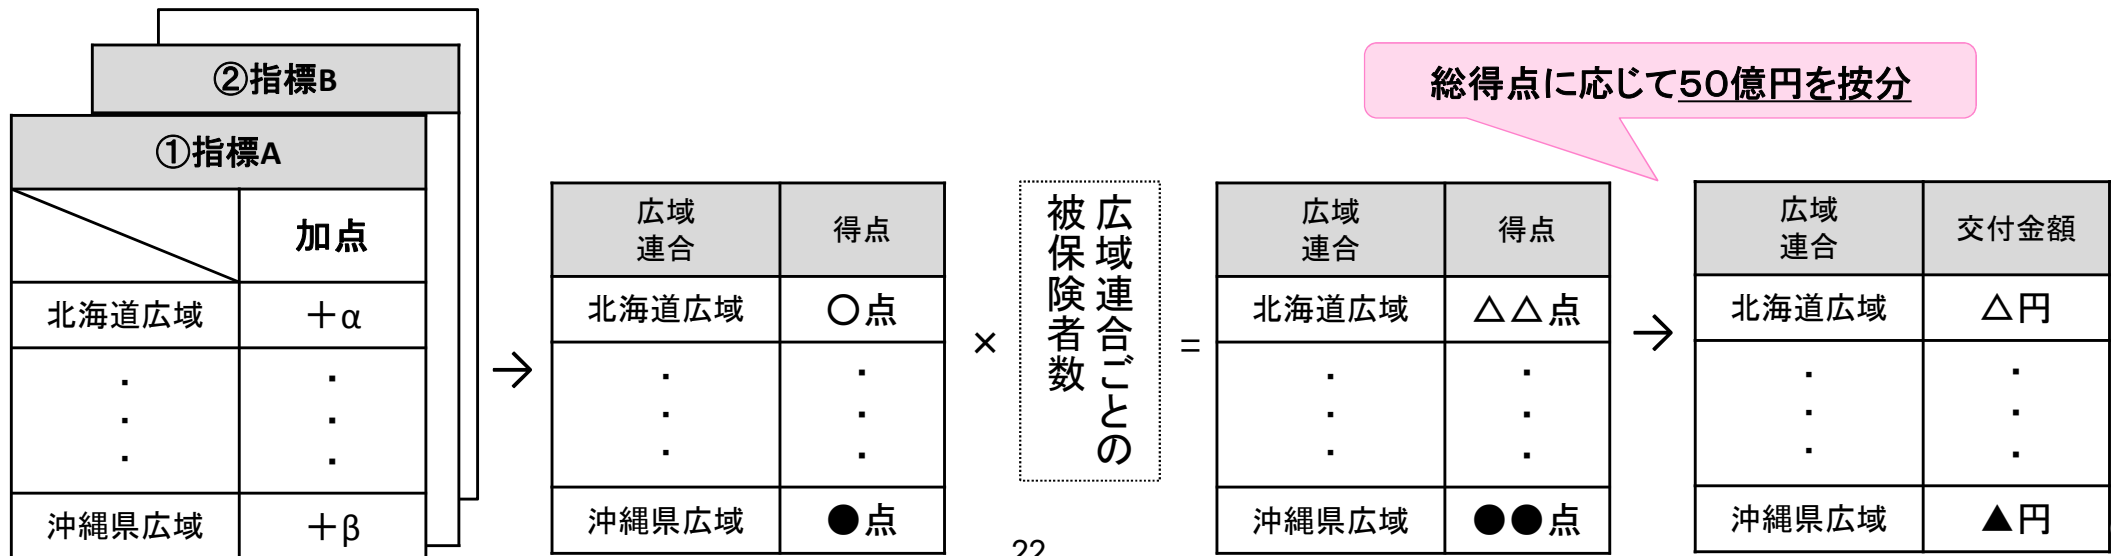 ②指標B
①指標A
加点
北海道広域 ＋α
・ ・
・ ・
・ ・
沖縄県広域 ＋β
→
広域
連合
得点
北海道広域 〇点
・ ・
・ ・
・ ・
沖縄県広域 ●点
×
広域連合ごとの
被保険者数
=
広域
連合
得点
北海道広域 △△点
・ ・
・ ・
・ ・
沖縄県広域 ●●点
総得点に応じて５０億円を按分
→
広域
連合
交付金額
北海道広域 △円
・ ・
・ ・
・ ・
沖縄県広域 ▲円
22